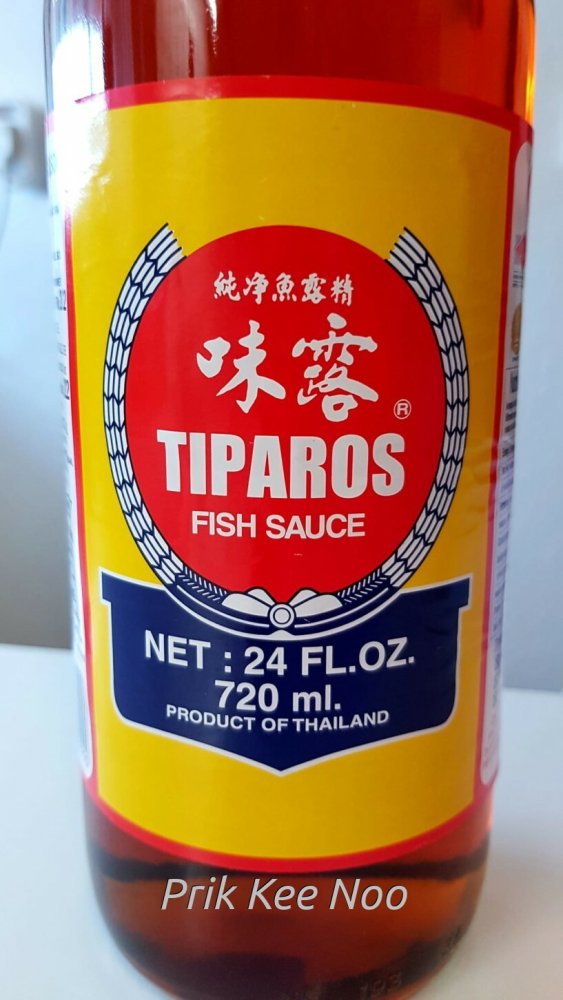 純净魚露精
味露
®
TIPAROS
FISH SAUCE
NET : 24 FL.OZ.
720 ml.
PRODUCT OF THAILAND
Prik Kee Noo